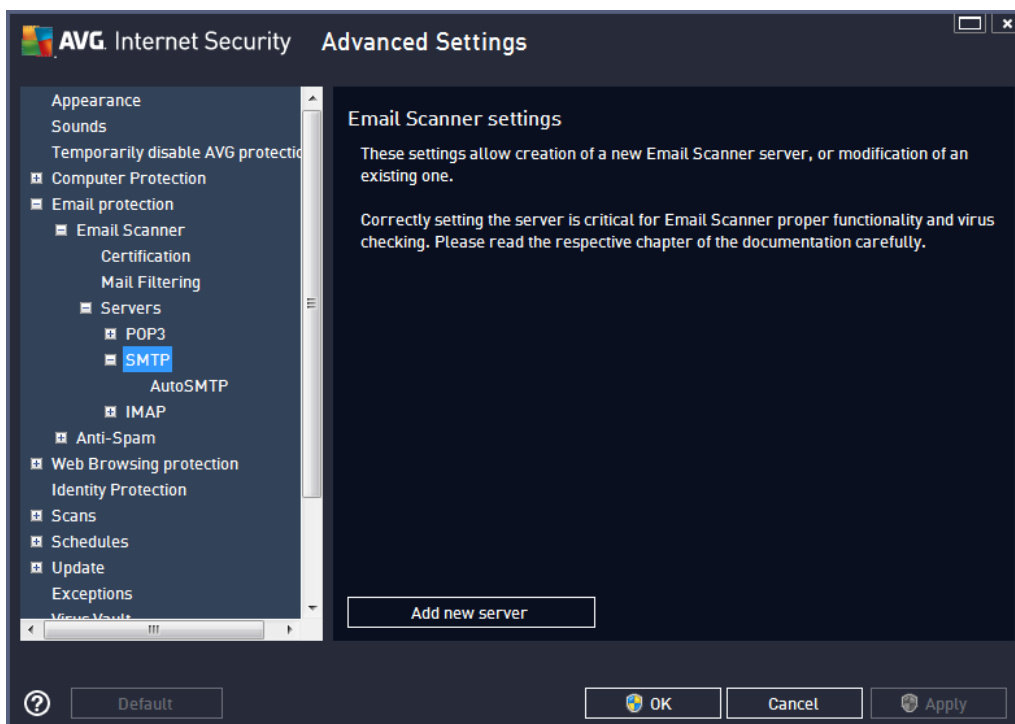 AVG. Internet Security Advanced Settings
Appearance
Sounds
Temporarily disable AVG protectic
Computer Protection
Email protection
Email Scanner
Certification
Mail Filtering
Servers
POP3
SMTP
AutoSMTP
IMAP
Anti-Spam
Web Browsing protection
Identity Protection
Scans
Schedules
Update
Exceptions
Virus Vault
Email Scanner settings
These settings allow creation of a new Email Scanner server, or modification of an
existing one.
Correctly setting the server is critical for Email Scanner proper functionality and virus
checking. Please read the respective chapter of the documentation carefully.
Add new server
Default
OK
Cancel
Apply